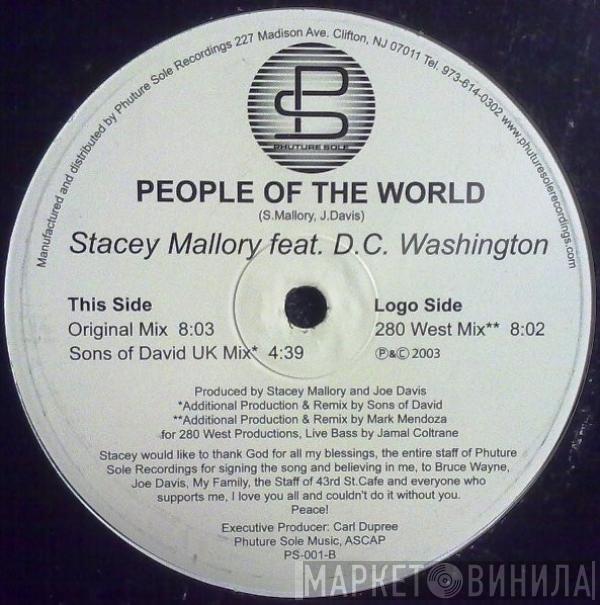 Manufactured and distributed by Phuture Sole Recordings 227 Madison Ave. Clifton, NJ 07011 Tel. 973-614-0302 www.phuturesolerecordings.com
PS
PHUTURE SOLE
PEOPLE OF THE WORLD
(S.Mallory, J.Davis)
Stacey Mallory feat. D.C. Washington
This Side
Original Mix 8:03
Sons of David UK Mix* 4:39
Logo Side
280 West Mix** 8:02
℗&© 2003
Produced by Stacey Mallory and Joe Davis
*Additional Production & Remix by Sons of David
**Additional Production & Remix by Mark Mendoza
for 280 West Productions, Live Bass by Jamal Coltrane
Stacey would like to thank God for all my blessings, the entire staff of Phuture
Sole Recordings for signing the song and believing in me, to Bruce Wayne,
Joe Davis, My Family, the Staff of 43rd St.Cafe and everyone who
supports me, I love you all and couldn't do it without you.
Peace!
Executive Producer: Carl Dupree
Phuture Sole Music, ASCAP
PS-001-B
МАРКЕТ ВИНИЛА